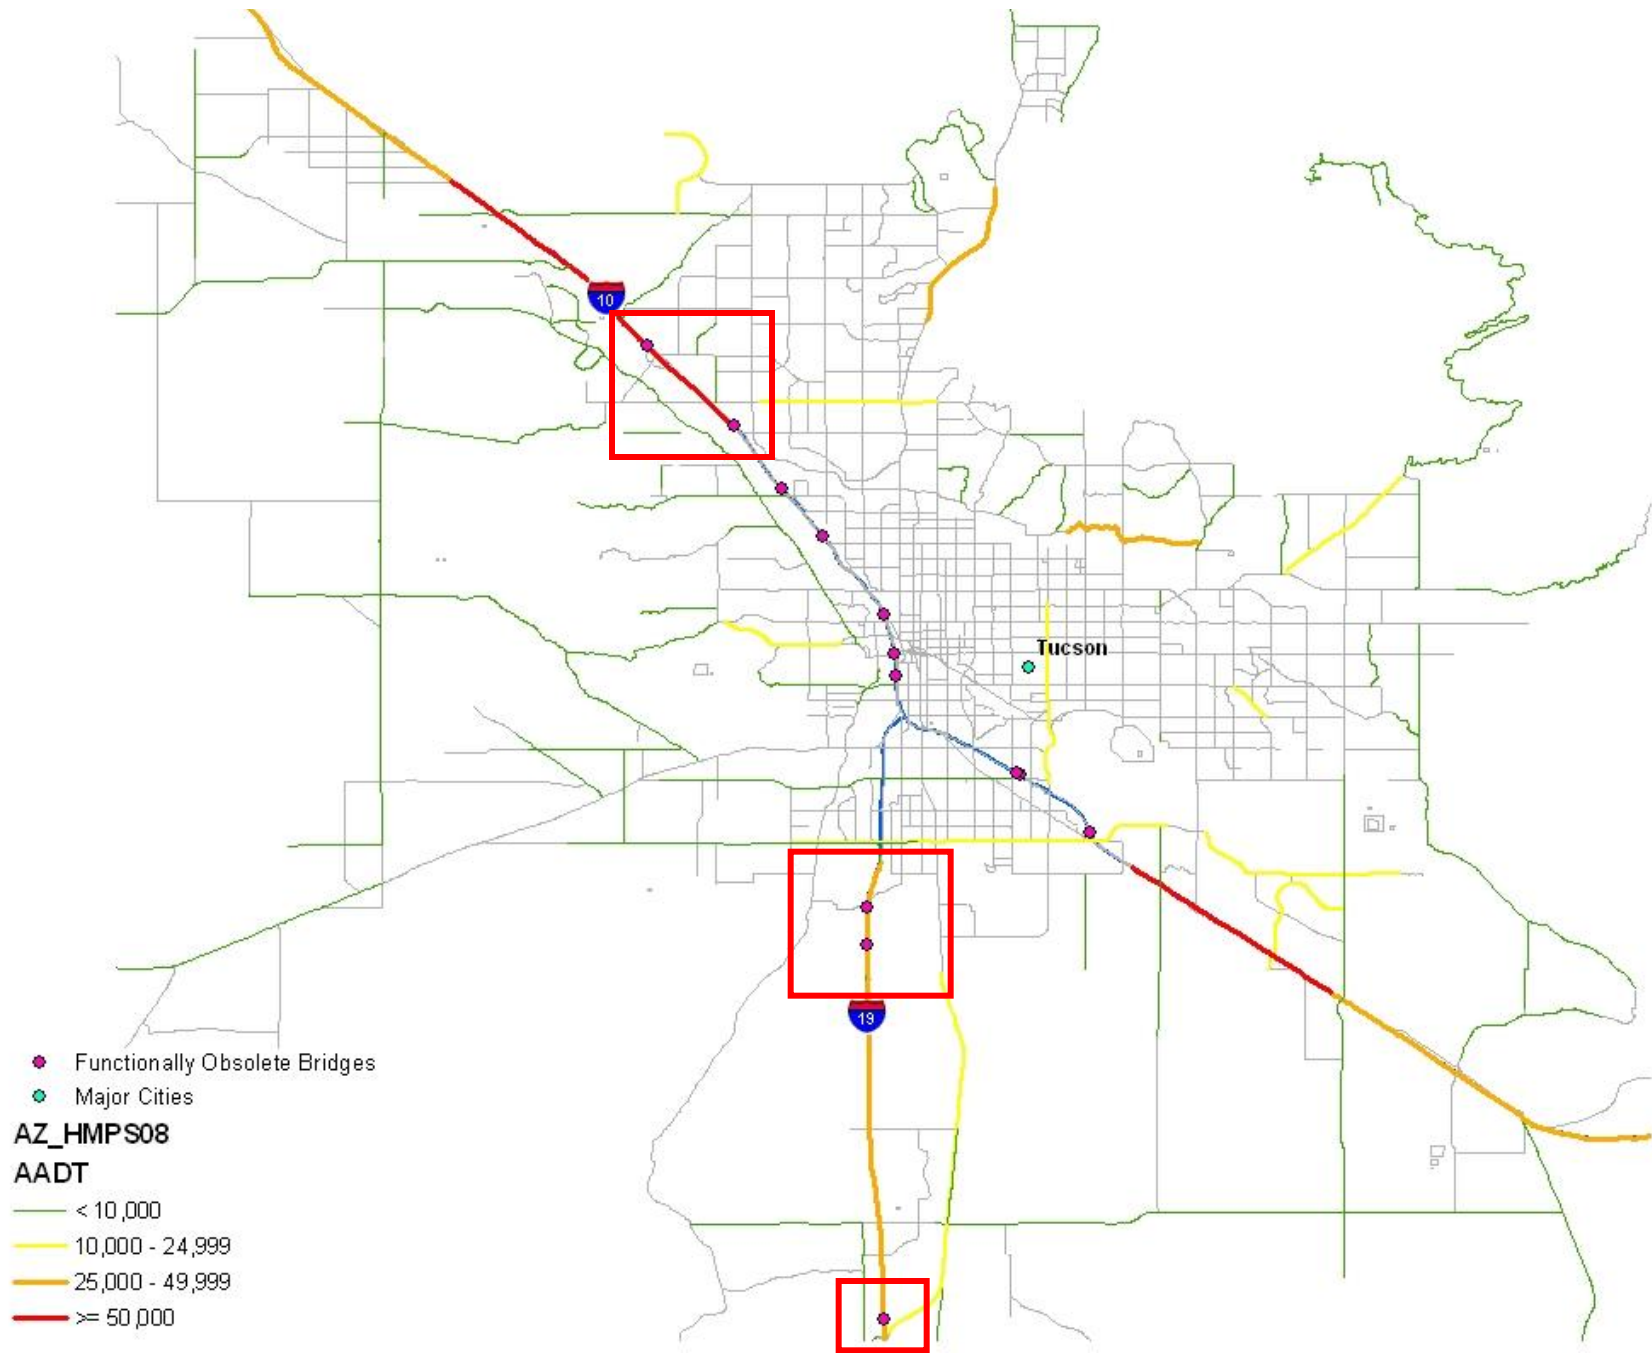 10
Tucson
19
Functionally Obsolete Bridges
Major Cities
AZ_HMPS08
AADT
< 10,000
10,000 - 24,999
25,000 - 49,999
>= 50,000